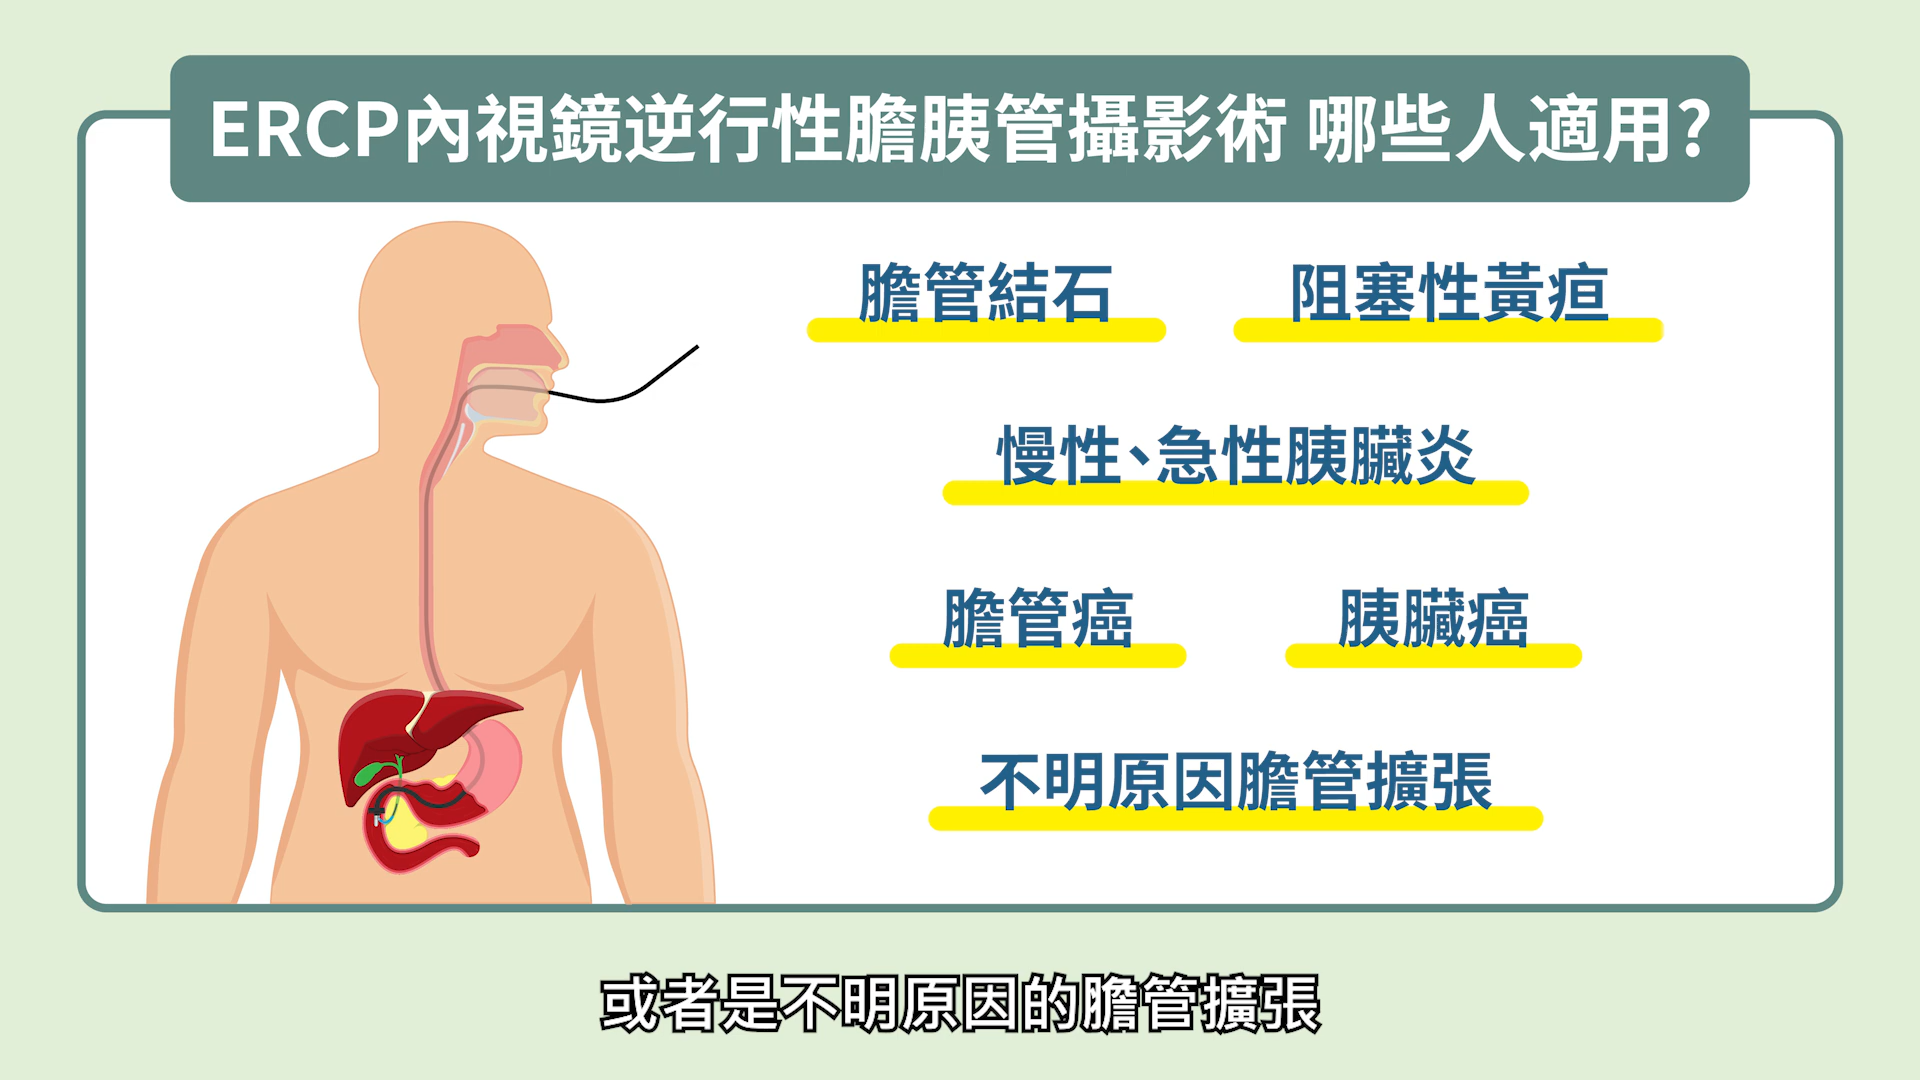 ERCP內視鏡逆行性膽胰管攝影術 哪些人適用?
膽管結石 阻塞性黃疸
慢性、急性胰臟炎
膽管癌 胰臟癌
不明原因膽管擴張
或者是不明原因的膽管擴張